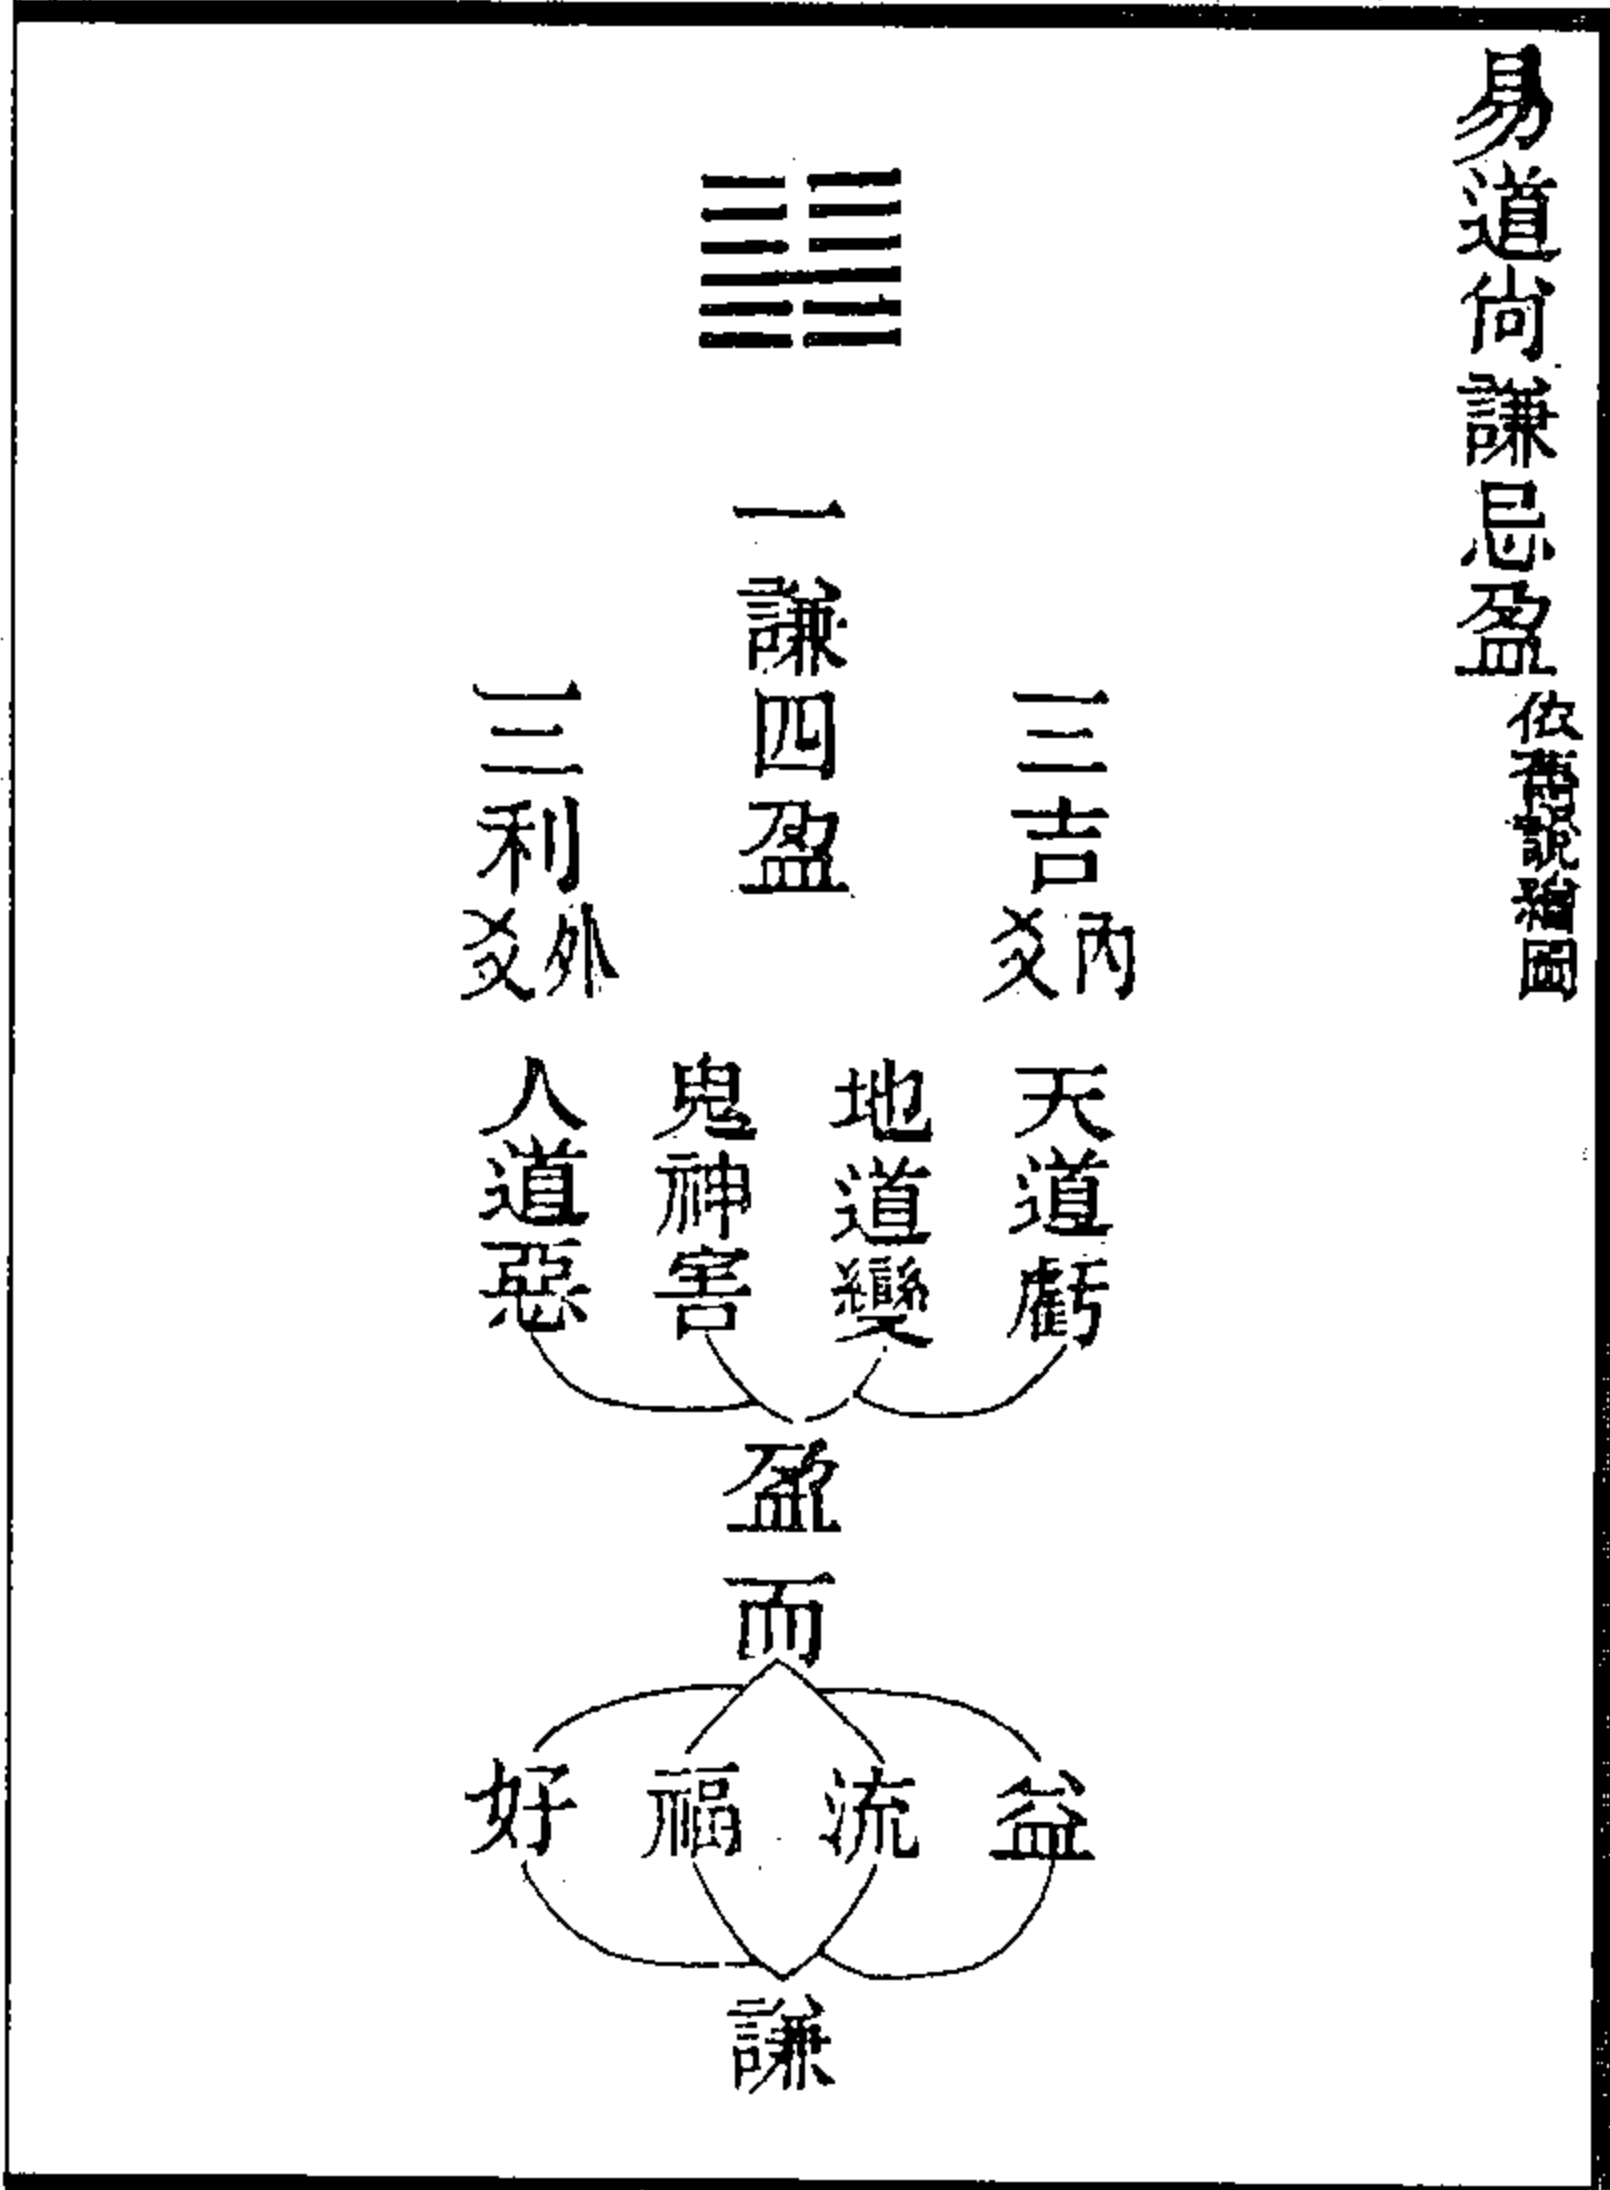 易道尚謙忌盈
依舊說繪圖
三吉內爻
一謙四盈
三利外爻
天道虧
地道變
鬼神害
人道惡
盈而
益
流
福
好
謙